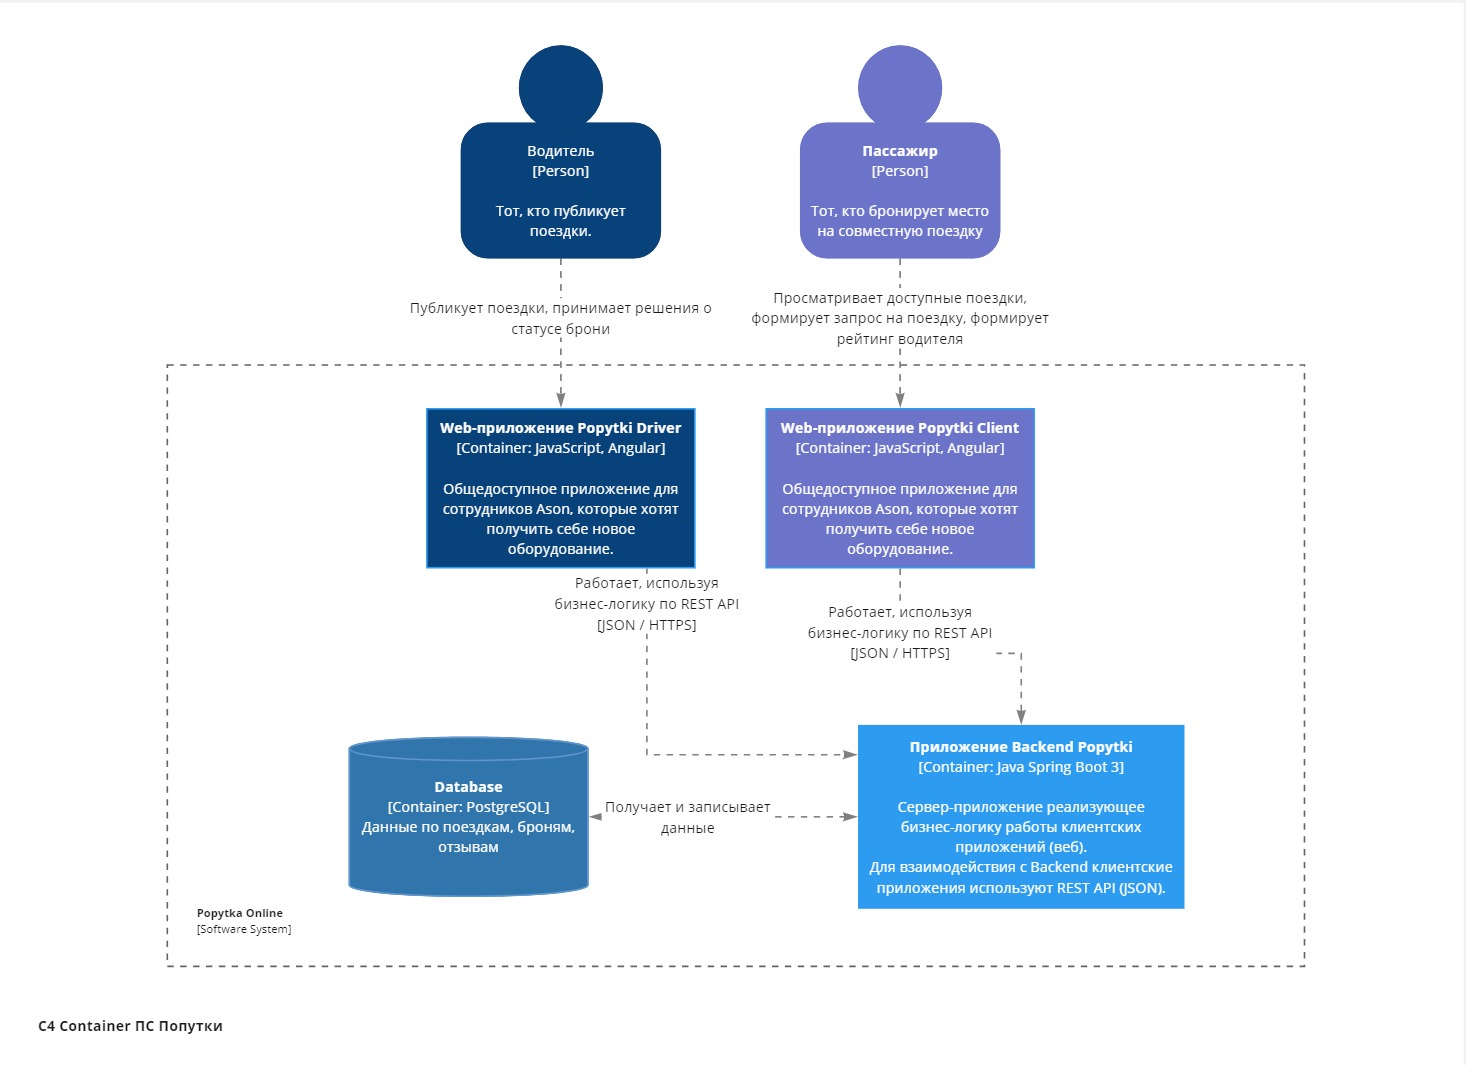 Водитель
[Person]
Тот, кто публикует
поездки.
Пассажир
[Person]
Тот, кто бронирует место
на совместную поездку
Публикует поездки, принимает решения о
статусе брони
Просматривает доступные поездки,
формирует запрос на поездку, формирует
рейтинг водителя
Web-приложение Popytki Driver
[Container: JavaScript, Angular]
Общедоступное приложение для
сотрудников Ason, которые хотят
получить себе новое
оборудование.
Web-приложение Popytki Client
[Container: JavaScript, Angular]
Общедоступное приложение для
сотрудников Ason, которые хотят
получить себе новое
оборудование.
Работает, используя
бизнес-логику по REST API
[JSON / HTTPS]
Работает, используя
бизнес-логику по REST API
[JSON / HTTPS]
Database
[Container: PostgreSQL]
Данные по поездкам, броням,
отзывам
Получает и записывает
данные
Приложение Backend Popytki
[Container: Java Spring Boot 3]
Сервер-приложение реализующее
бизнес-логику работы клиентских
приложений (веб).
Для взаимодействия с Backend клиентские
приложения используют REST API (JSON).
Popytka Online
[Software System]
C4 Container ПС Попутки